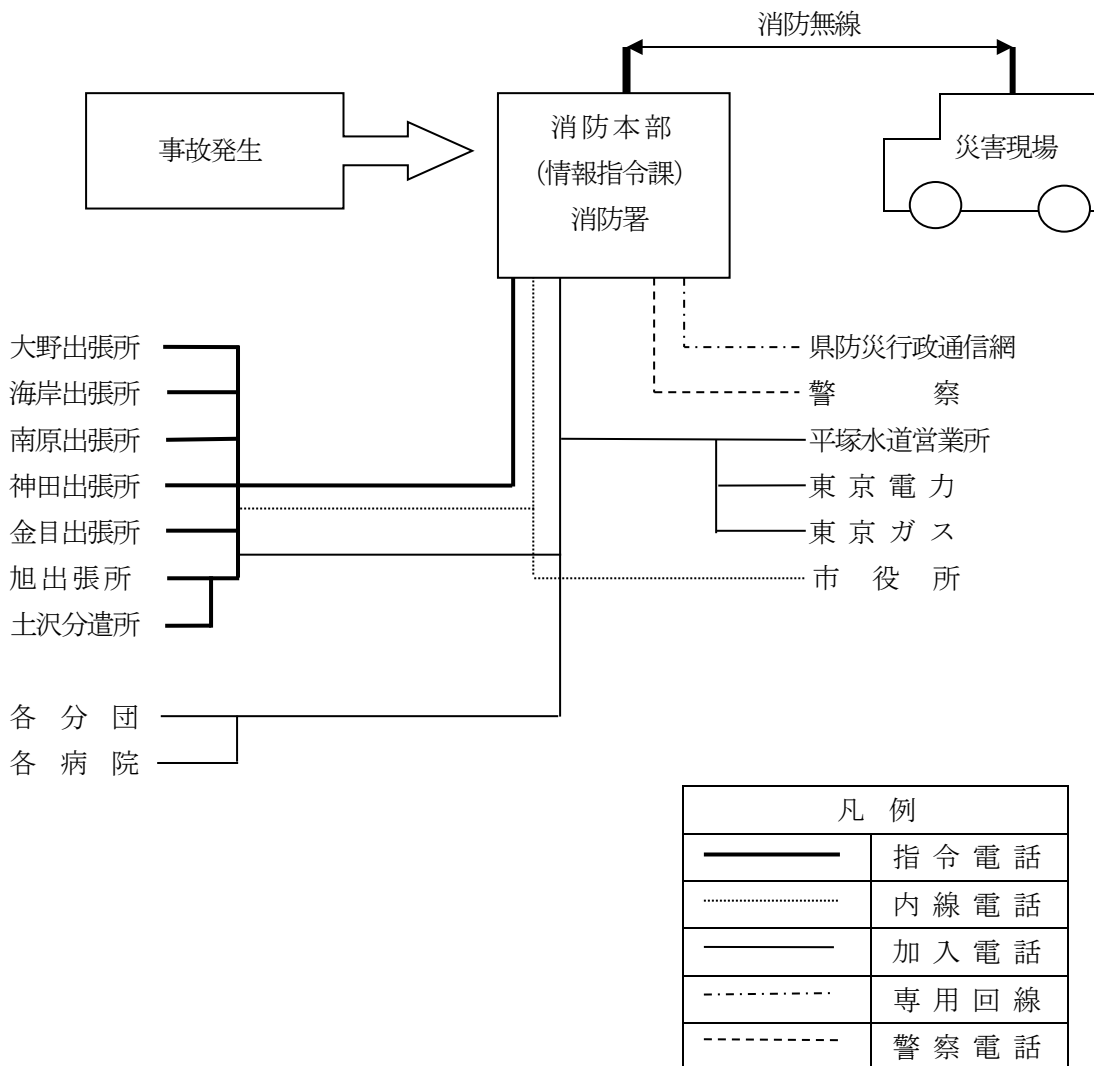 消防無線
事故発生
消防本部
(情報指令課)
消防署
災害現場
大野出張所
海岸出張所
南原出張所
神田出張所
金目出張所
旭出張所
土沢分遣所
各分団
各病院
県防災行政通信網
警察
平塚水道営業所
東京電力
東京ガス
市役所
凡例
指令電話
内線電話
加入電話
専用回線
警察電話